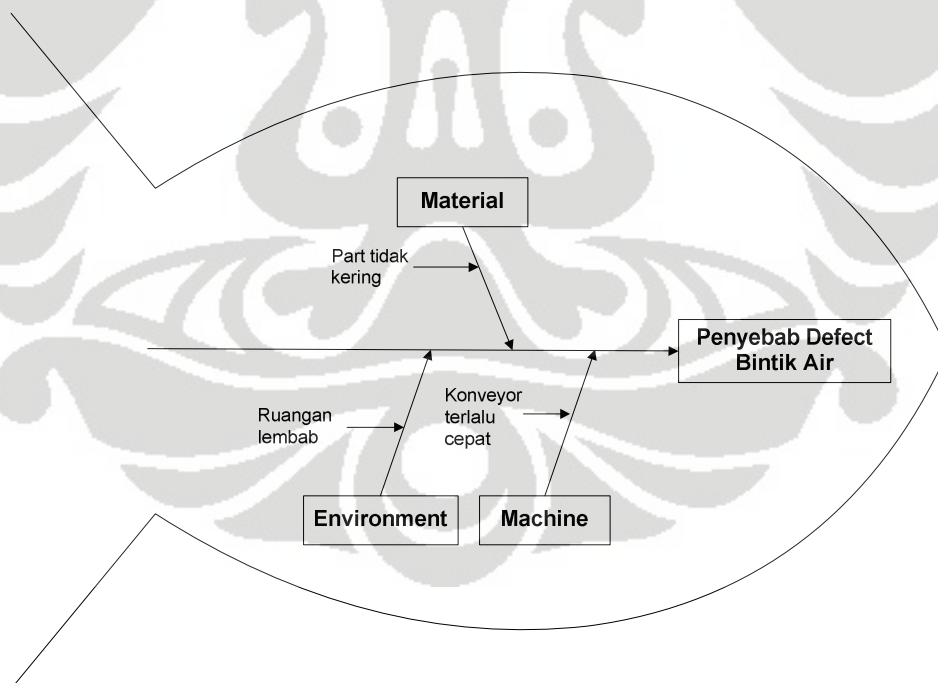 Material
Part tidak
kering
Penyebab Defect
Bintik Air
Ruangan
lembab
Konveyor
terlalu
cepat
Environment
Machine